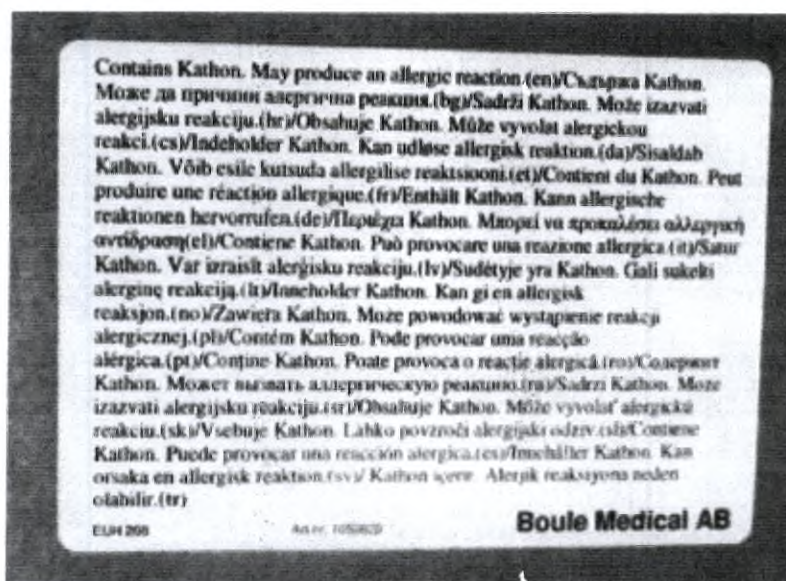 Contains Kathon. May produce an allergic reaction.(en)/Съдържа Kathon.
Може да причини алергична реакция.(bg)/Sadrži Kathon. Može izazvati
alergijsku reakciju.(hr)/Obsahuje Kathon. Může vyvolat alergickou
reakci.(cs)/Indeholder Kathon. Kan udløse allergisk reaktion.(da)/Sisaldab
Kathon. Võib esile kutsuda allergilise reaktsiooni.(et)/Contient du Kathon. Peut
produire une réaction allergique.(fr)/Enthält Kathon. Kann allergische
reaktionen hervorrufen.(de)/Περιέχει Kathon. Μπορεί να προκαλέσει αλλεργική
αντίδραση(el)/Contiene Kathon. Può provocare una reazione allergica.(it)/Satur
Kathon. Var izraisīt alerģisku reakciju.(lv)/Sudėtyje yra Kathon. Gali sukelti
alerginę reakciją.(lt)/Inneholder Kathon. Kan gi en allergisk
reaksjon.(no)/Zawiera Kathon. Może powodować wystąpienie reakcji
alergicznej.(pl)/Contém Kathon. Pode provocar uma reacção
alérgica.(pt)/Conţine Kathon. Poate provoca o reacţie alergică.(ro)/Содержит
Kathon. Может вызвать аллергическую реакцию.(ru)/Sadrzi Kathon. Moze
izazvati alergijsku reakciju.(sr)/Obsahuje Kathon. Môže vyvolať alergickú
reakciu.(sk)/Vsebuje Kathon. Lahko povzroči alergijski odziv.(sl)/Contiene
Kathon. Puede provocar una reacción alergica.(es)/Innehåller Kathon. Kan
orsaka en allergisk reaktion.(sv)/ Kathon içerir. Alerjik reaksiyona neden
olabilir.(tr)
EUH 208
Art.nr.
Boule Medical AB